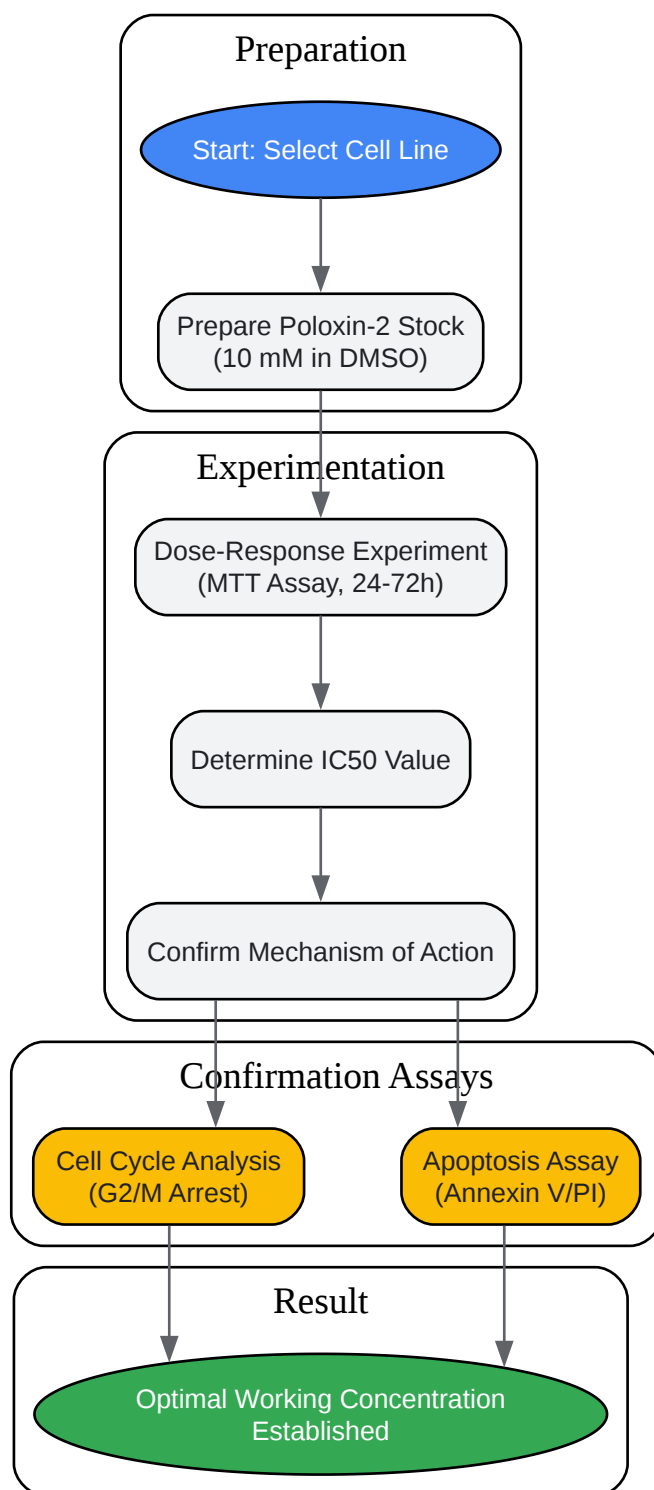 Preparation
Start: Select Cell Line
Prepare Poloxin-2 Stock
(10 mM in DMSO)
Experimentation
Dose-Response Experiment
(MTT Assay, 24-72h)
Determine IC50 Value
Confirm Mechanism of Action
Confirmation Assays
Cell Cycle Analysis
(G2/M Arrest)
Apoptosis Assay
(Annexin V/PI)
Result
Optimal Working Concentration
Established